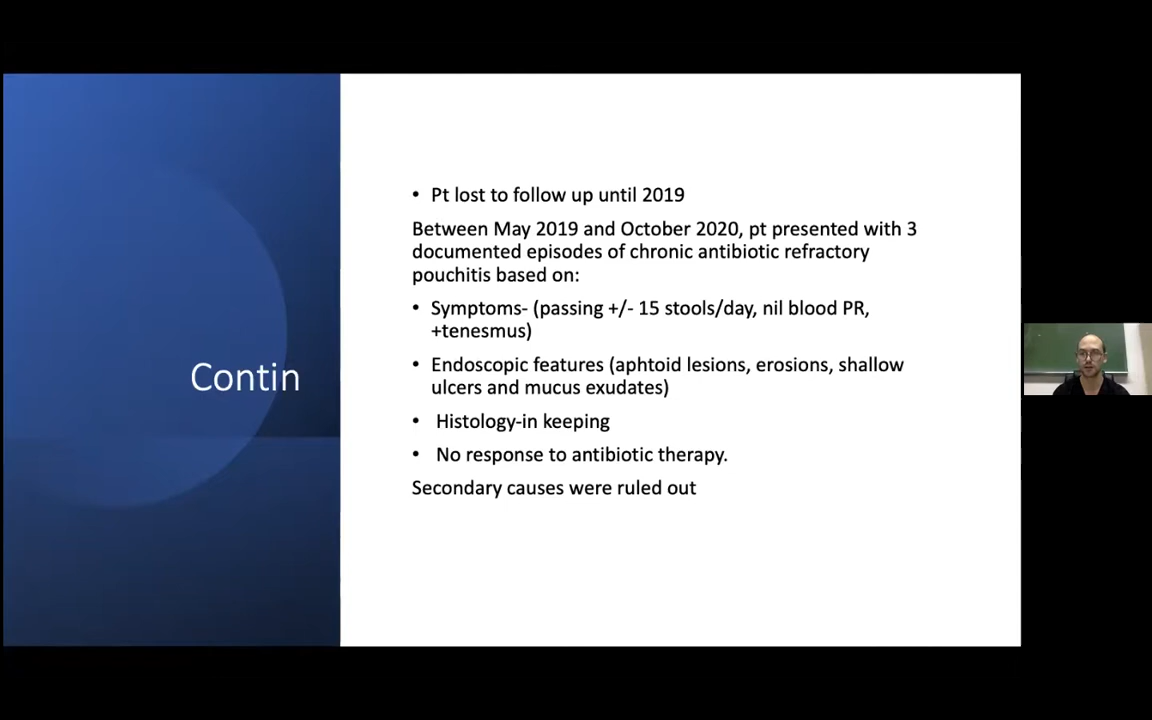 Contin
• Pt lost to follow up until 2019
Between May 2019 and October 2020, pt presented with 3
documented episodes of chronic antibiotic refractory
pouchitis based on:
• Symptoms- (passing +/- 15 stools/day, nil blood PR,
+tenesmus)
• Endoscopic features (aphtoid lesions, erosions, shallow
ulcers and mucus exudates)
• Histology-in keeping
• No response to antibiotic therapy.
Secondary causes were ruled out